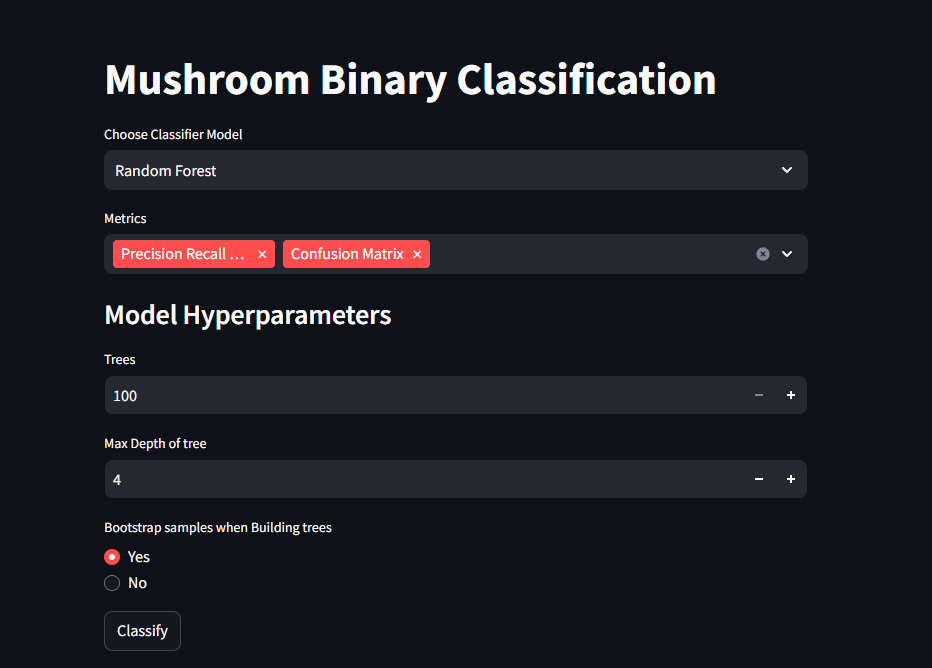 Mushroom Binary Classification
Choose Classifier Model
Random Forest
Metrics
Precision Recall ... Confusion Matrix
Model Hyperparameters
Trees
100
Max Depth of tree
4
Bootstrap samples when Building trees
Yes
No
Classify